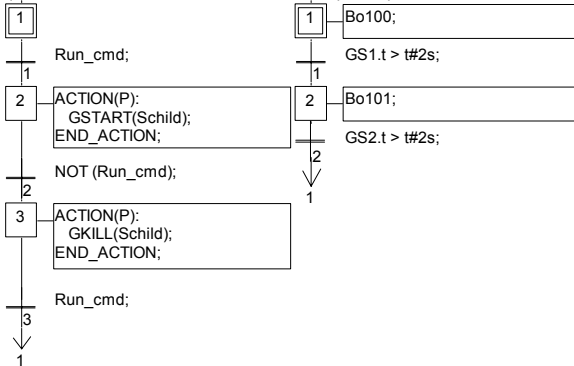 1
Run_cmd;
1
2
ACTION(P):
GSTART(Schild);
END_ACTION;
NOT (Run_cmd);
2
3
ACTION(P):
GKILL(Schild);
END_ACTION;
Run_cmd;
3
1
1
Bo100;
GS1.t > t#2s;
1
2
Bo101;
GS2.t > t#2s;
2
1